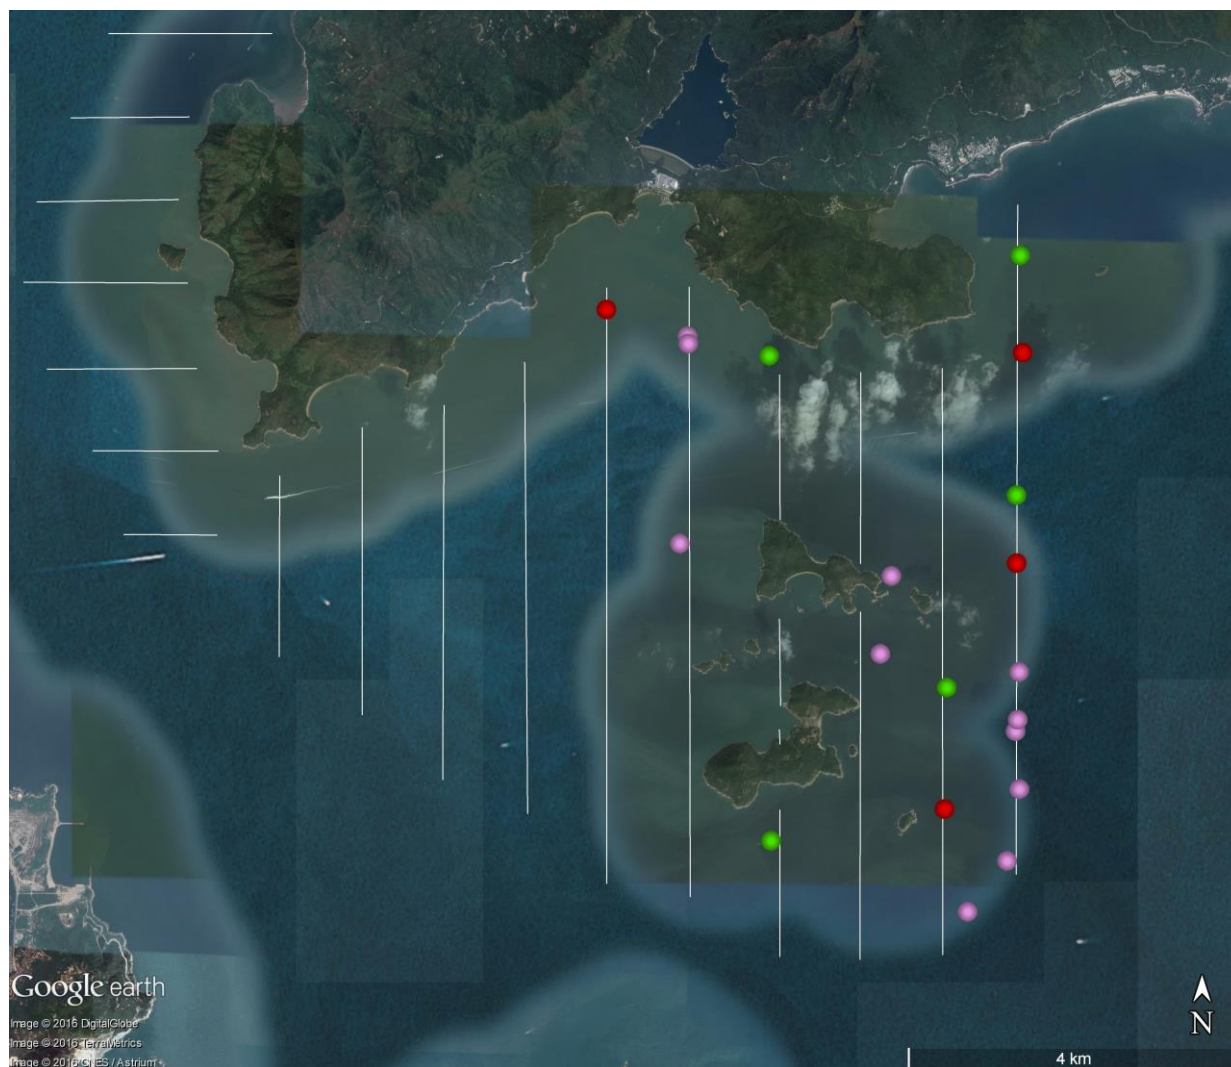 Google earth
Image © 2016 DigitalGlobe
Image © 2016 TerraMetrics
Image © 2016 CNES / Astrium
N
4 km